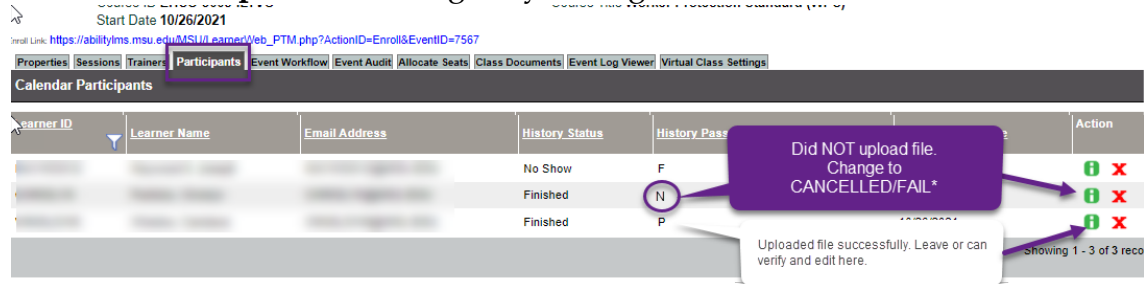 Start Date 10/26/2021
Enroll Link: https://abilitylms.msu.edu/MSU/LearnerWeb_PTM.php?ActionID=Enroll&EventID=7567
Properties Sessions Trainers Participants Event Workflow Event Audit Allocate Seats Class Documents Event Log Viewer Virtual Class Settings
Calendar Participants
Learner ID Learner Name Email Address History Status History Pass Action
No Show F
Finished N
Finished P
Did NOT upload file.
Change to
CANCELLED/FAIL*
Uploaded file successfully. Leave or can
verify and edit here.
Showing 1 - 3 of 3 reco